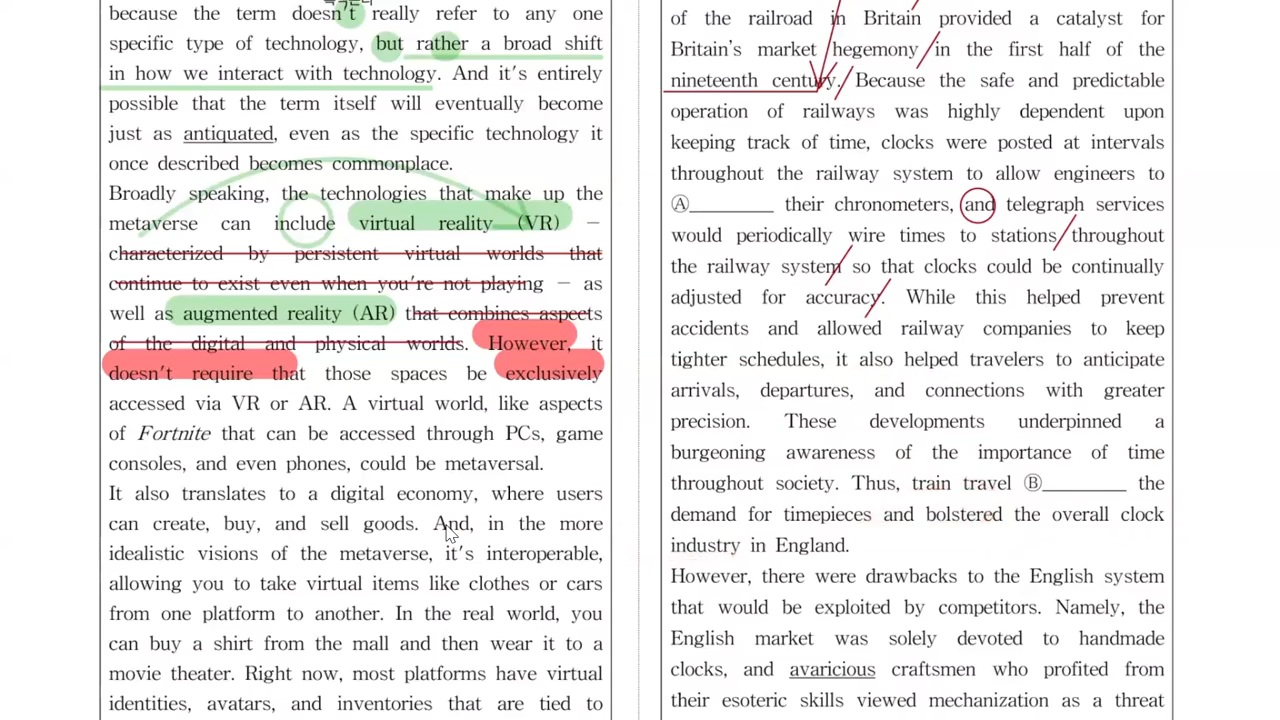 because the term doesn't really refer to any one
specific type of technology, but rather a broad shift
in how we interact with technology. And it's entirely
possible that the term itself will eventually become
just as antiquated, even as the specific technology it
once described becomes commonplace.
Broadly speaking, the technologies that make up the
metaverse can include virtual reality (VR) —
characterized by persistent virtual worlds that
continue to exist even when you're not playing — as
well as augmented reality (AR) that combines aspects
of the digital and physical worlds. However, it
doesn't require that those spaces be exclusively
accessed via VR or AR. A virtual world, like aspects
of Fortnite that can be accessed through PCs, game
consoles, and even phones, could be metaversal.
It also translates to a digital economy, where users
can create, buy, and sell goods. And, in the more
idealistic visions of the metaverse, it's interoperable,
allowing you to take virtual items like clothes or cars
from one platform to another. In the real world, you
can buy a shirt from the mall and then wear it to a
movie theater. Right now, most platforms have virtual
identities, avatars, and inventories that are tied to
of the railroad in Britain provided a catalyst for
Britain's market hegemony in the first half of the
nineteenth century. Because the safe and predictable
operation of railways was highly dependent upon
keeping track of time, clocks were posted at intervals
throughout the railway system to allow engineers to
Ⓐ__________ their chronometers, and telegraph services
would periodically wire times to stations throughout
the railway system so that clocks could be continually
adjusted for accuracy. While this helped prevent
accidents and allowed railway companies to keep
tighter schedules, it also helped travelers to anticipate
arrivals, departures, and connections with greater
precision. These developments underpinned a
burgeoning awareness of the importance of time
throughout society. Thus, train travel Ⓑ__________ the
demand for timepieces and bolstered the overall clock
industry in England.
However, there were drawbacks to the English system
that would be exploited by competitors. Namely, the
English market was solely devoted to handmade
clocks, and avaricious craftsmen who profited from
their esoteric skills viewed mechanization as a threat